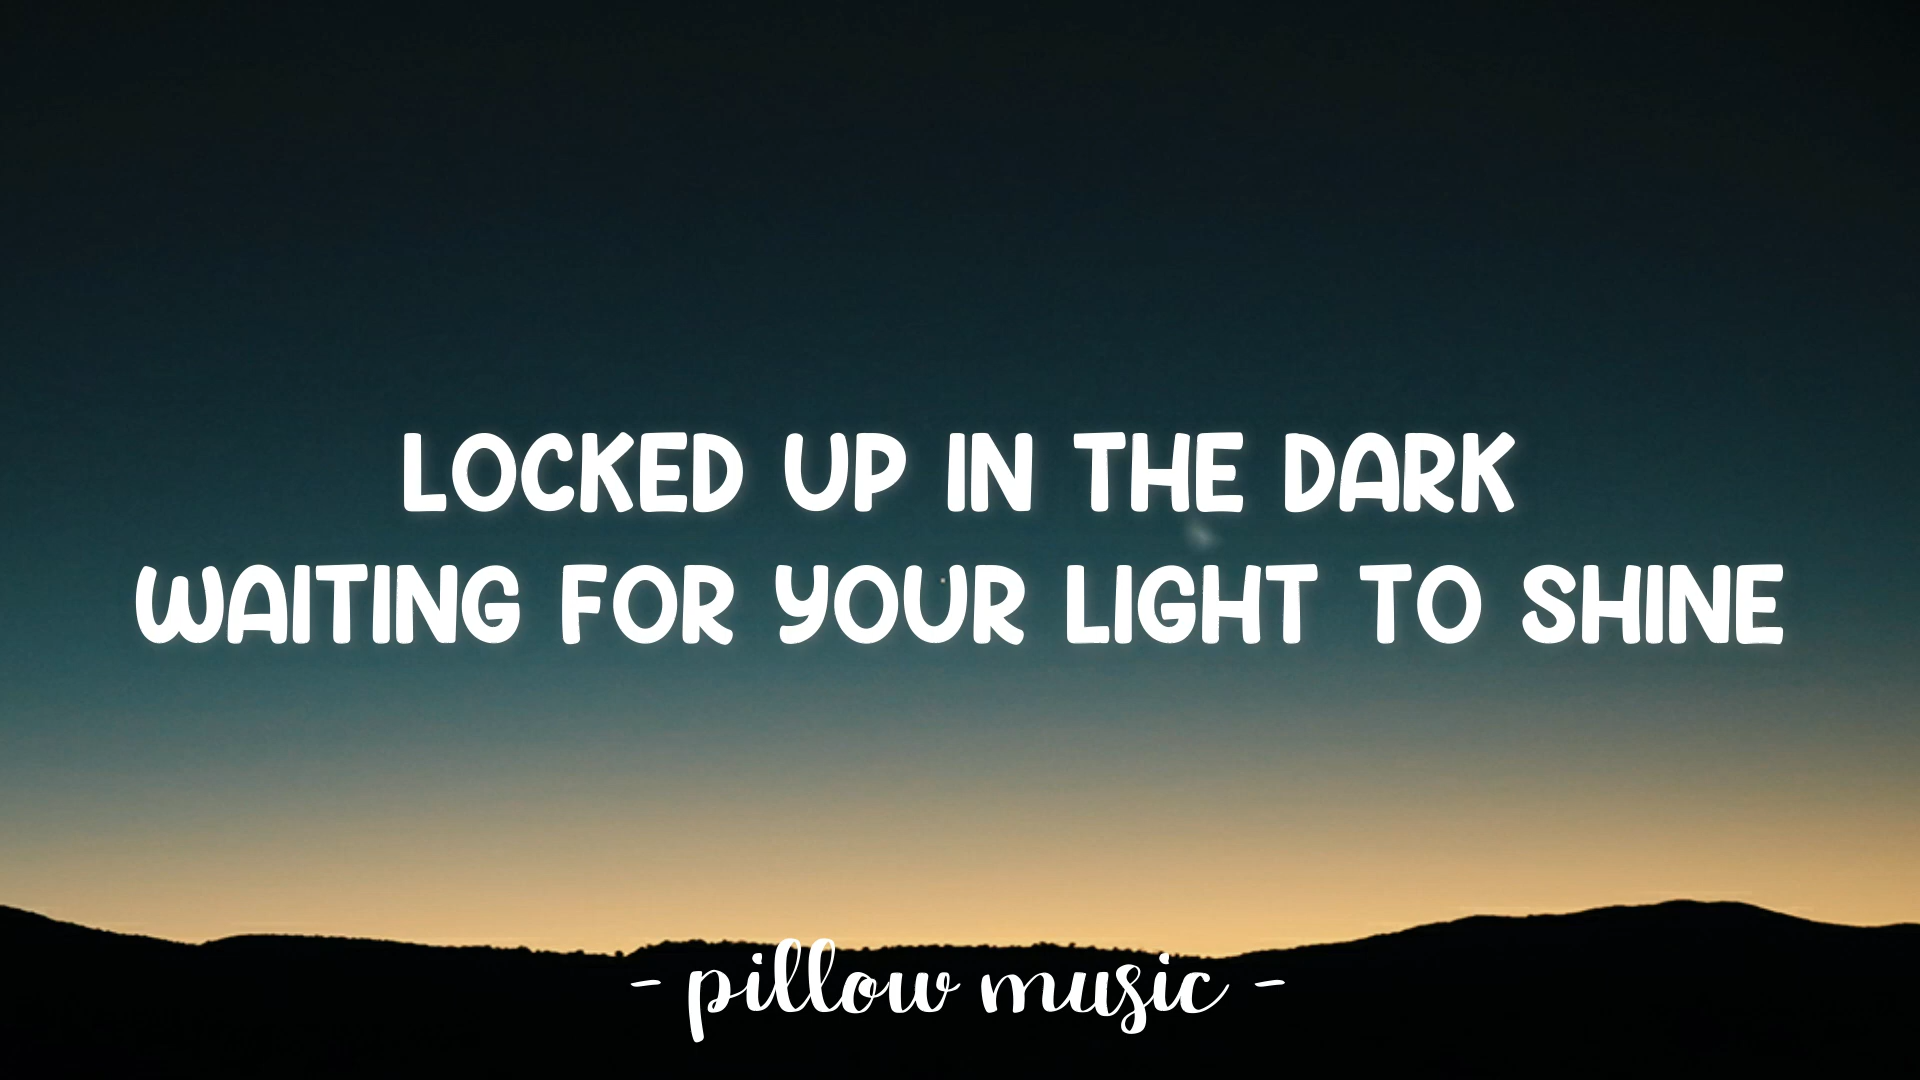 LOCKED UP IN THE DARK
WAITING FOR YOUR LIGHT TO SHINE
- pillow music -